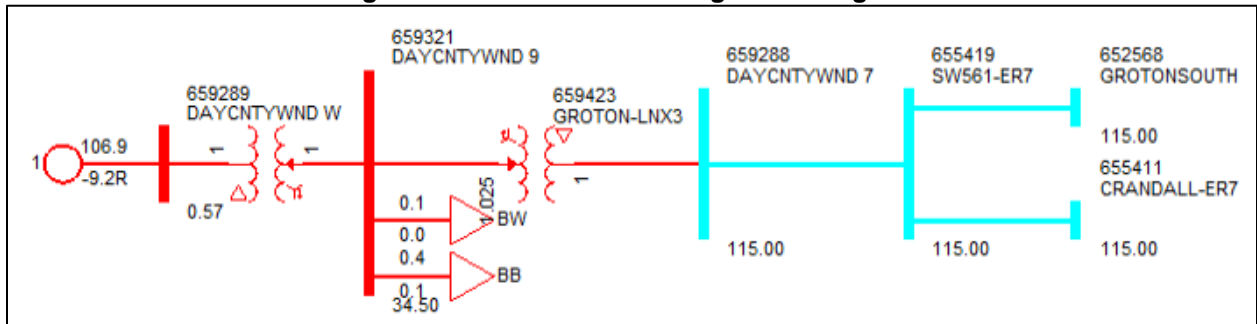 659321
DAYCNTYWND 9
659288
DAYCNTYWND 7
655419
SW561-ER7
652568
GROTONSOUTH
659289
DAYCNTYWND W
659423
GROTON-LNX3
1
106.9
-9.2R
0.57
1
1
1.025
1
0.1
0.0
BW
0.4
0.1
BB
34.50
115.00
115.00
115.00
655411
CRANDALL-ER7
115.00